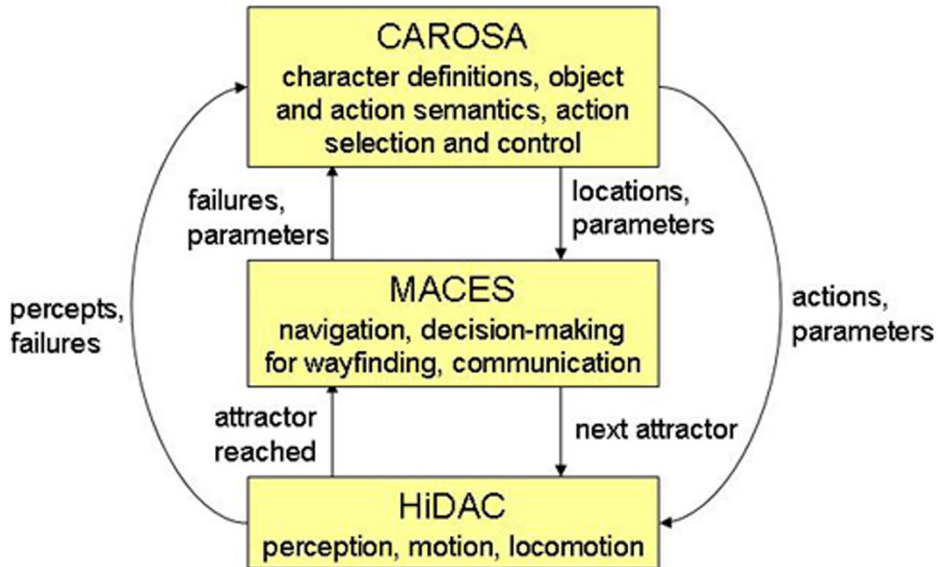 CAROSA
character definitions, object
and action semantics, action
selection and control
failures,
parameters
locations,
parameters
percepts,
failures
MACES
navigation, decision-making
for wayfinding, communication
actions,
parameters
attractor
reached
next attractor
HiDAC
perception, motion, locomotion